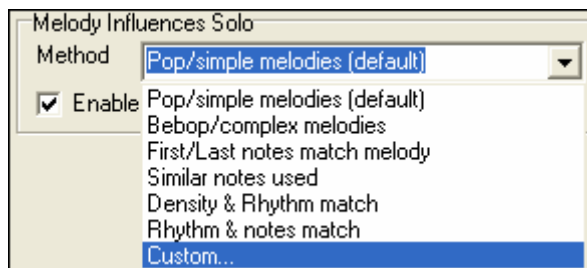 Melody Influences Solo
Method Pop/simple melodies (default)
Enable Pop/simple melodies (default)
Bebop/complex melodies
First/Last notes match melody
Similar notes used
Density & Rhythm match
Rhythm & notes match
Custom...